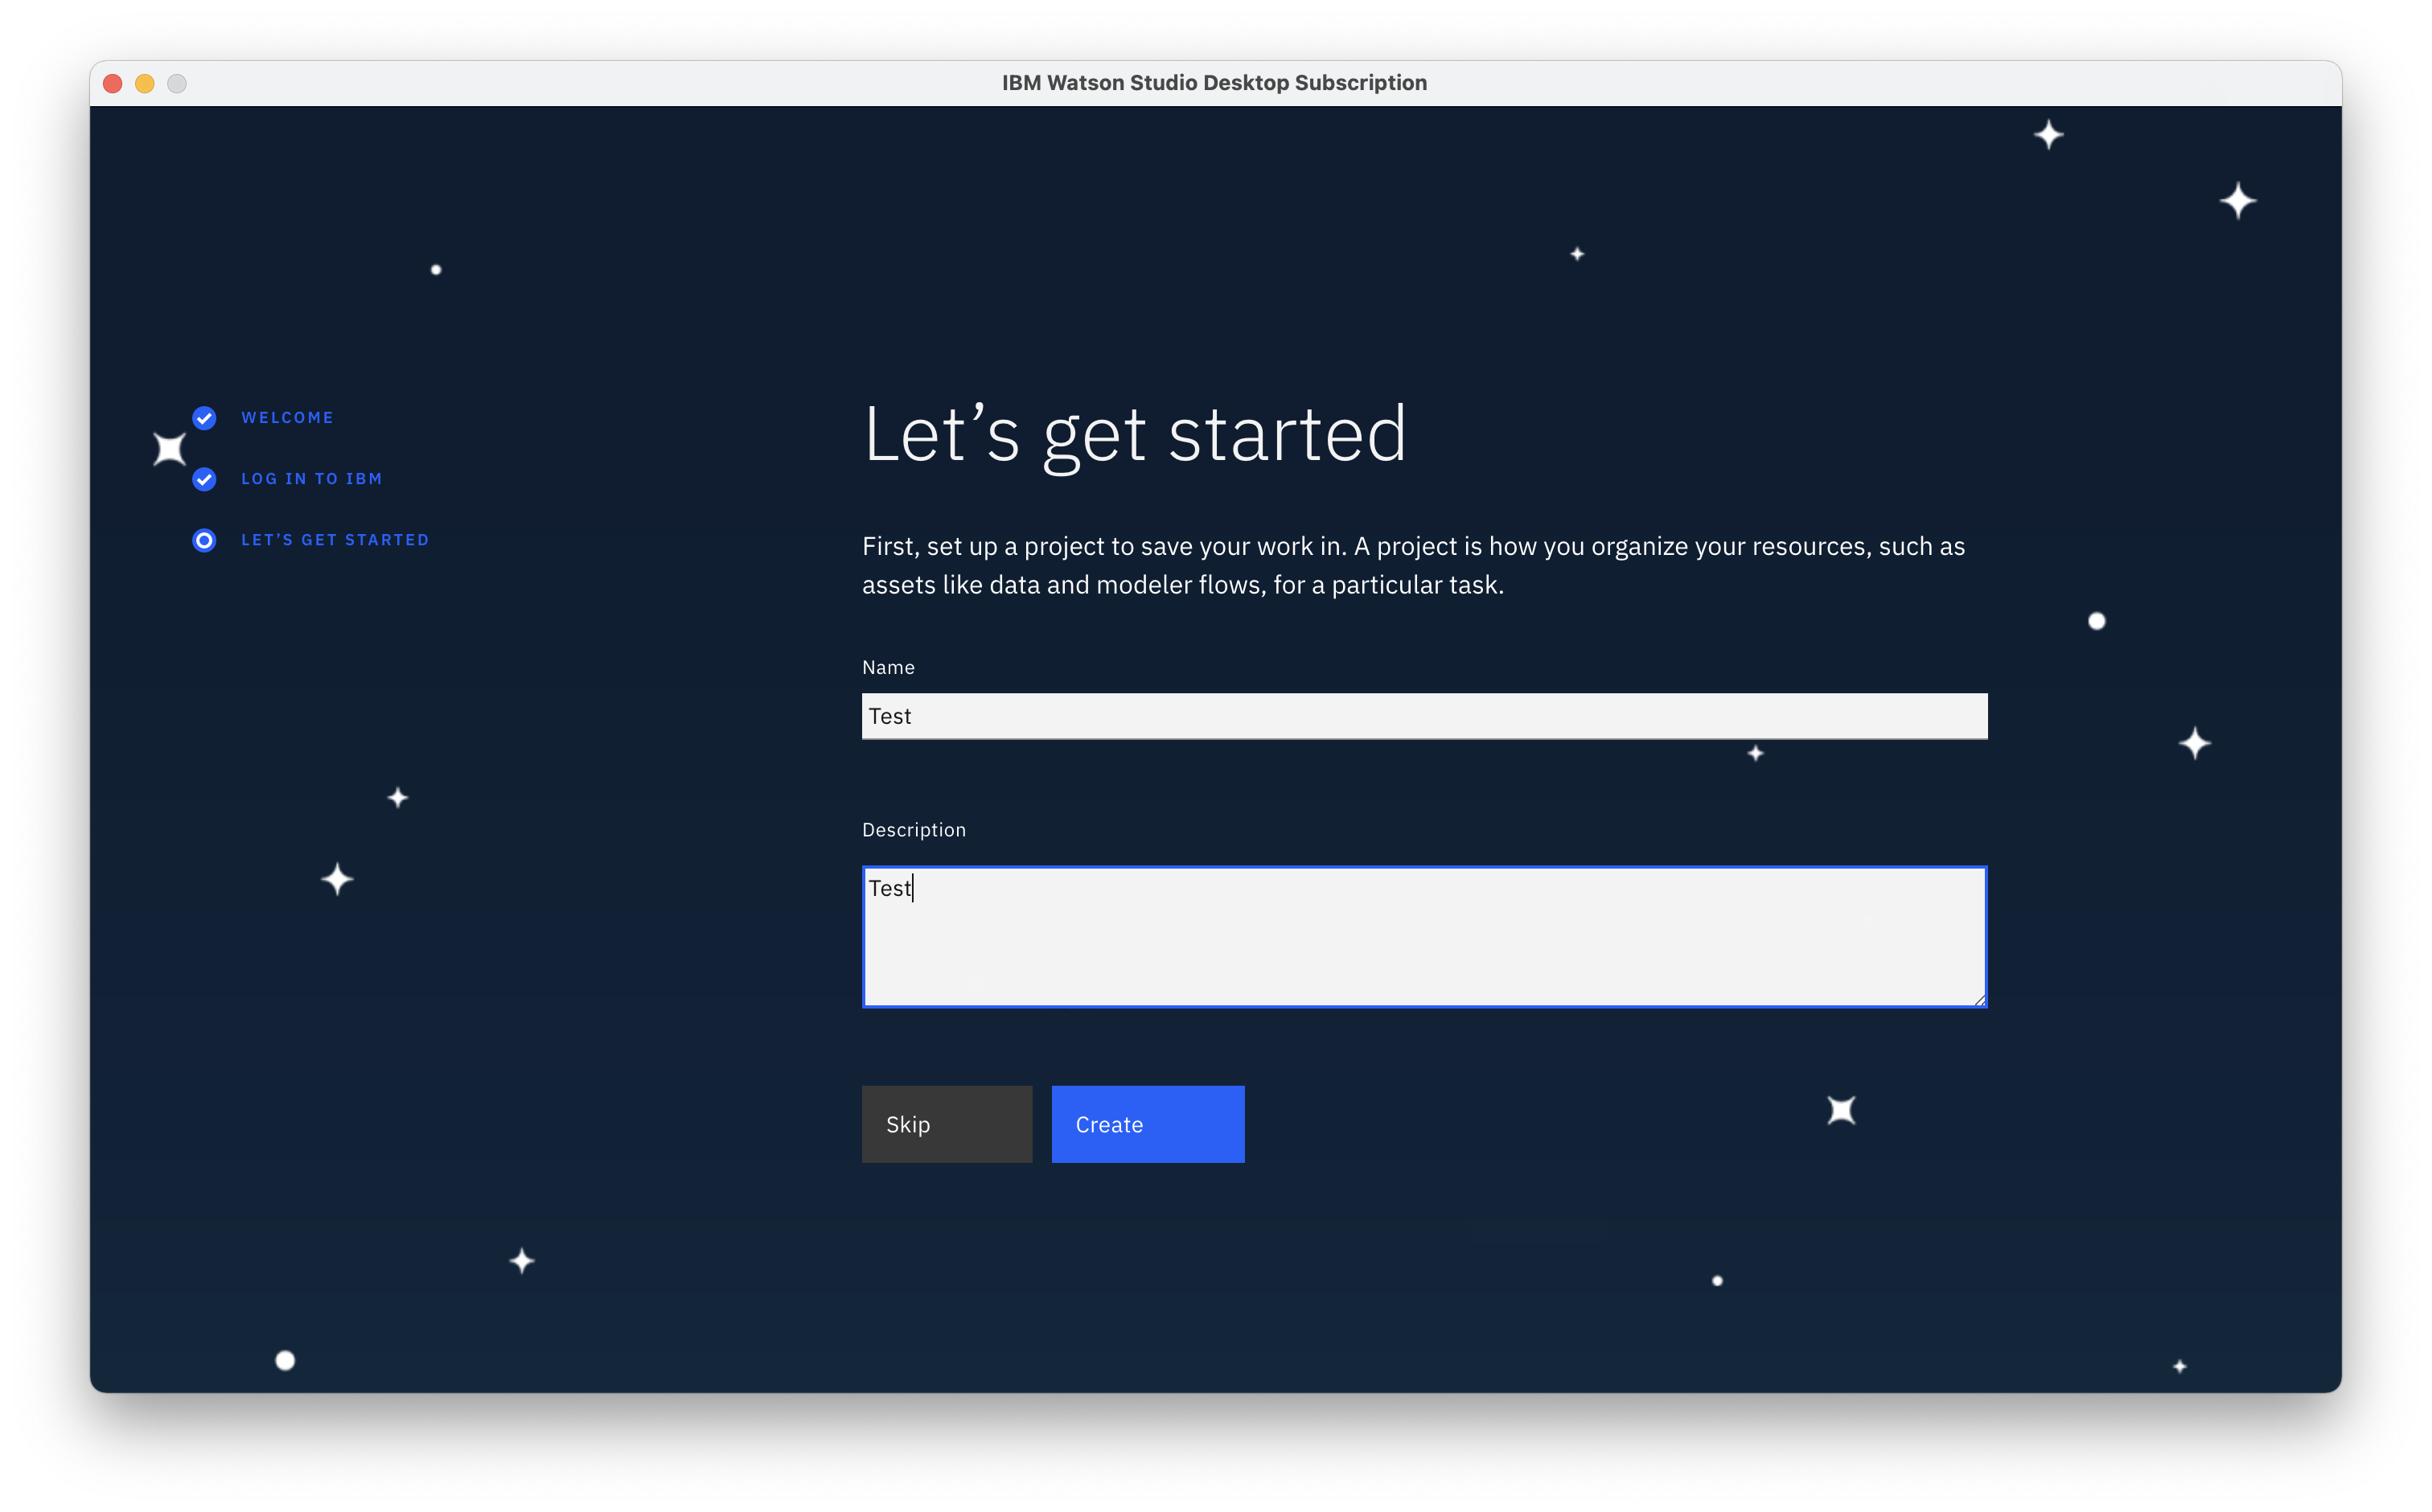 IBM Watson Studio Desktop Subscription
WELCOME
LOG IN TO IBM
LET’S GET STARTED
Let’s get started
First, set up a project to save your work in. A project is how you organize your resources, such as
assets like data and modeler flows, for a particular task.
Name
Test
Description
Test
Skip
Create